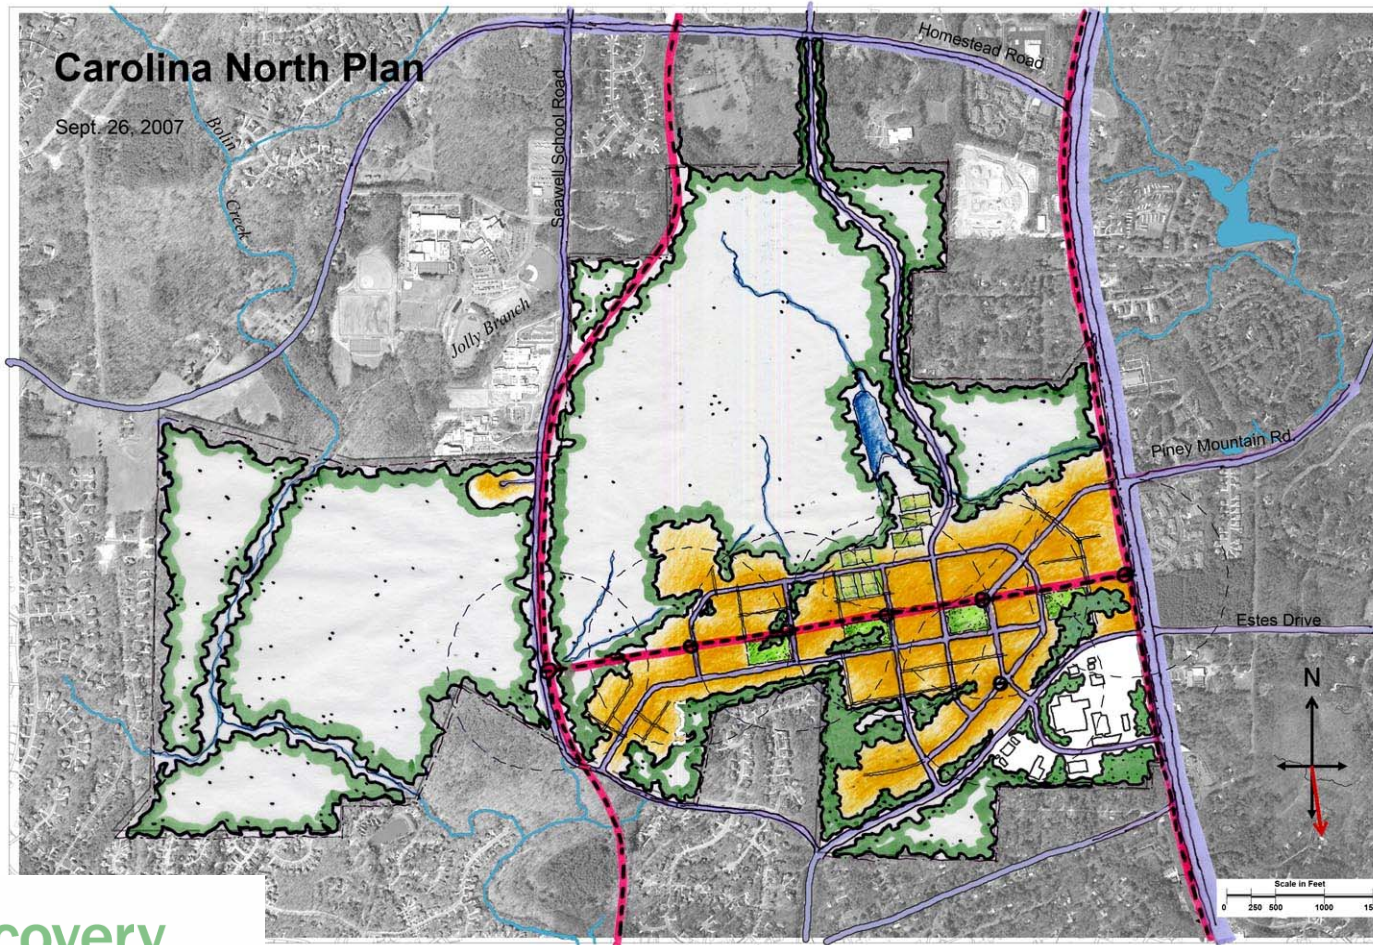 Carolina North Plan
Sept. 26, 2007
Bolin
Creek
Seawell School Road
Homestead Road
Jolly Branch
Piney Mountain Rd.
Estes Drive
N
Scale in Feet
0 250 500 1000